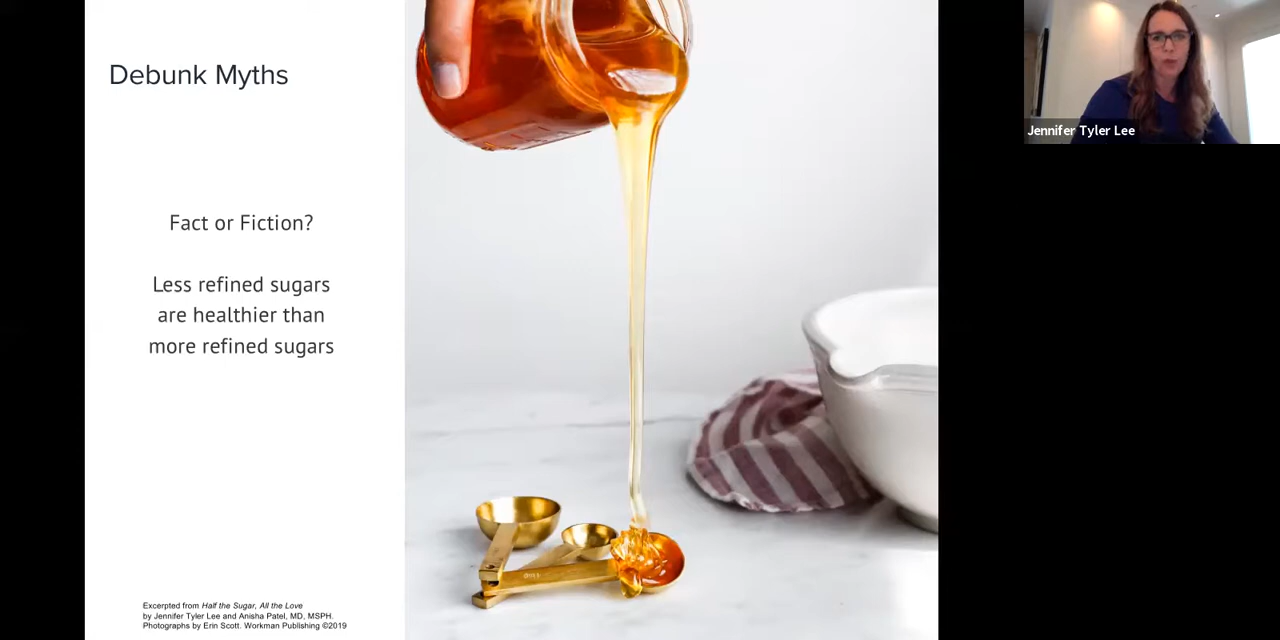 Debunk Myths
Fact or Fiction?
Less refined sugars
are healthier than
more refined sugars
Excerpted from Half the Sugar, All the Love
by Jennifer Tyler Lee and Anisha Patel, MD, MSPH.
Photographs by Erin Scott. Workman Publishing ©2019
Jennifer Tyler Lee